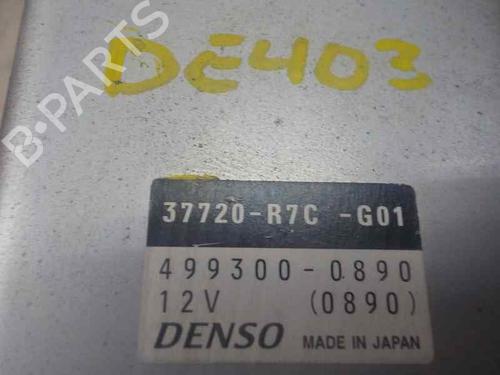 DE403
B-PARTS
37720-R7C -G01
499300-0890
12V (0890)
DENSO MADE IN JAPAN